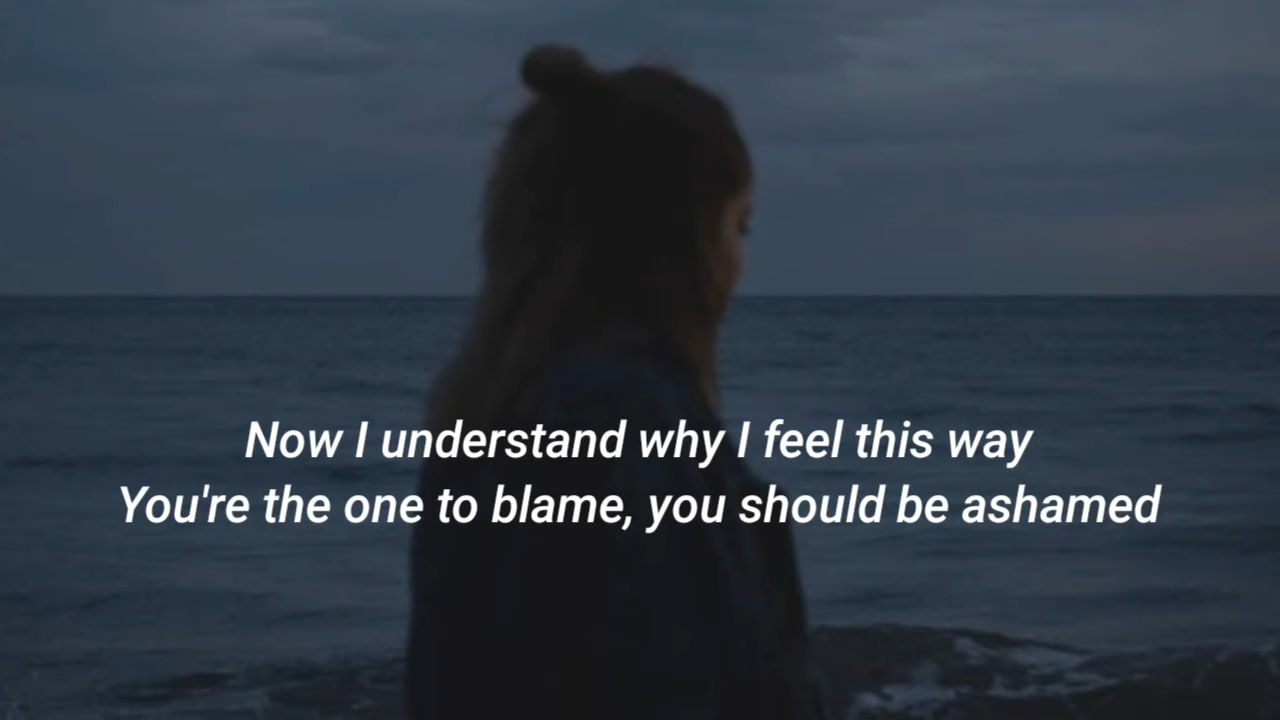 Now I understand why I feel this way
You're the one to blame, you should be ashamed